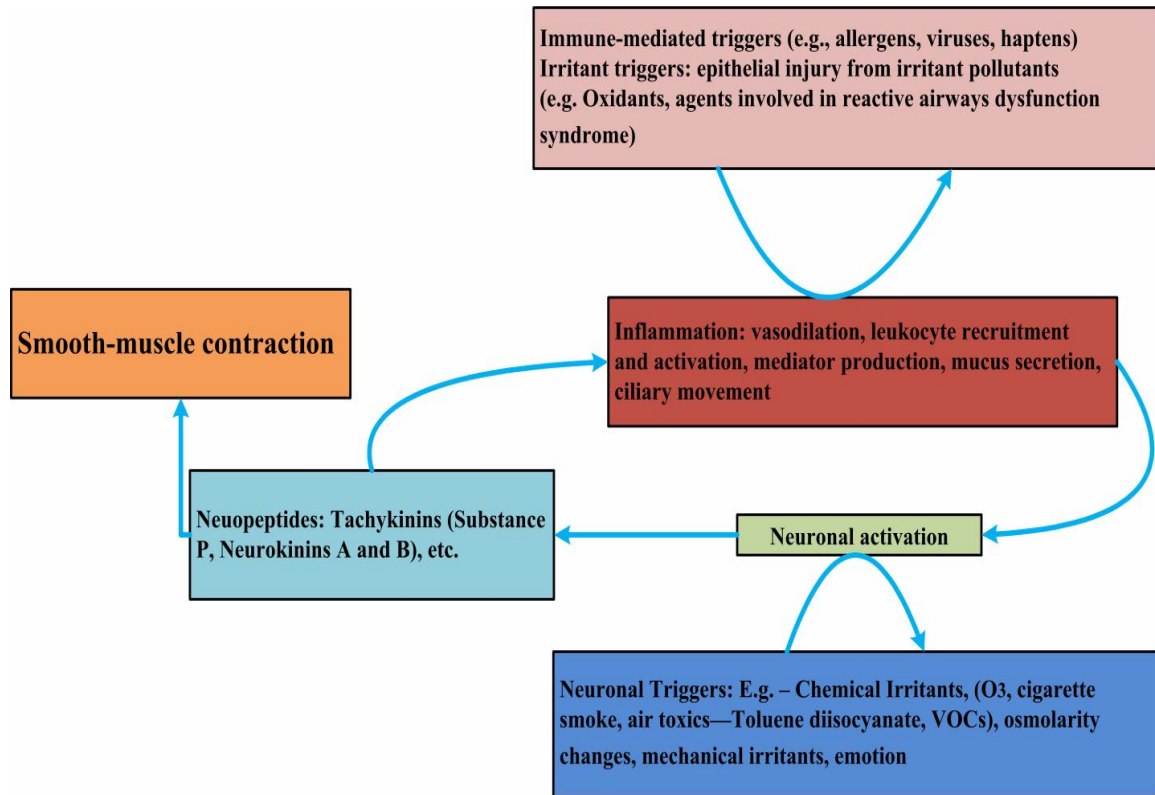 Immune-mediated triggers (e.g., allergens, viruses, haptens)
Irritant triggers: epithelial injury from irritant pollutants
(e.g. Oxidants, agents involved in reactive airways dysfunction
syndrome)
Smooth-muscle contraction
Inflammation: vasodilation, leukocyte recruitment
and activation, mediator production, mucus secretion,
ciliary movement
Neuopeptides: Tachykinins (Substance
P, Neurokinins A and B), etc.
Neuronal activation
Neuronal Triggers: E.g. – Chemical Irritants, (O3, cigarette
smoke, air toxics—Toluene diisocyanate, VOCs), osmolarity
changes, mechanical irritants, emotion